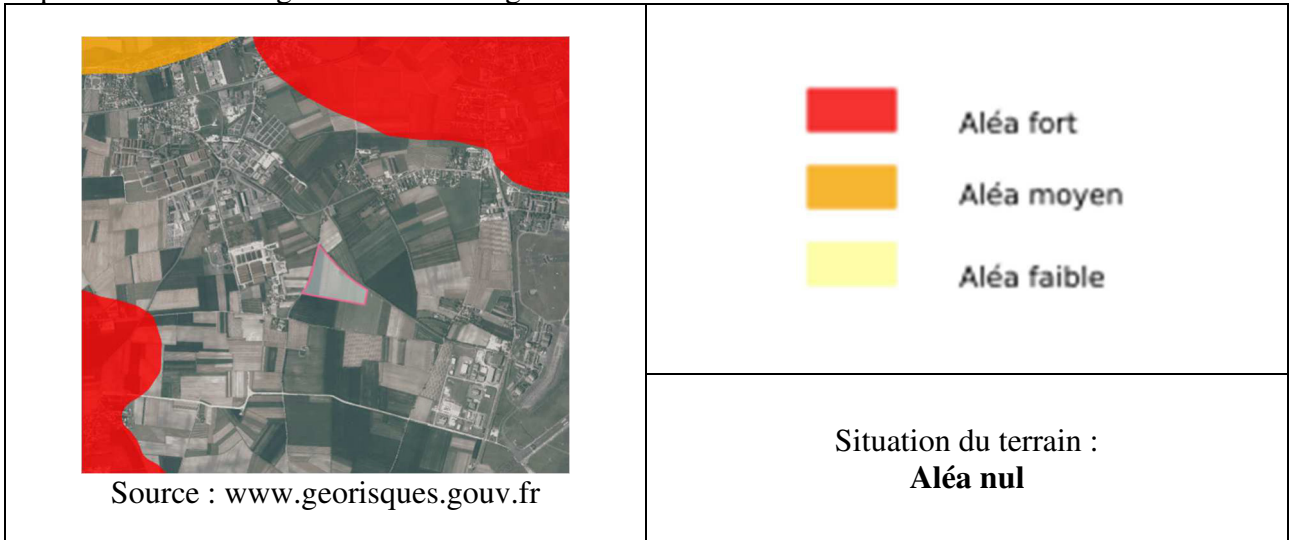 Source : www.georisques.gouv.fr
Aléa fort
Aléa moyen
Aléa faible
Situation du terrain :
Aléa nul